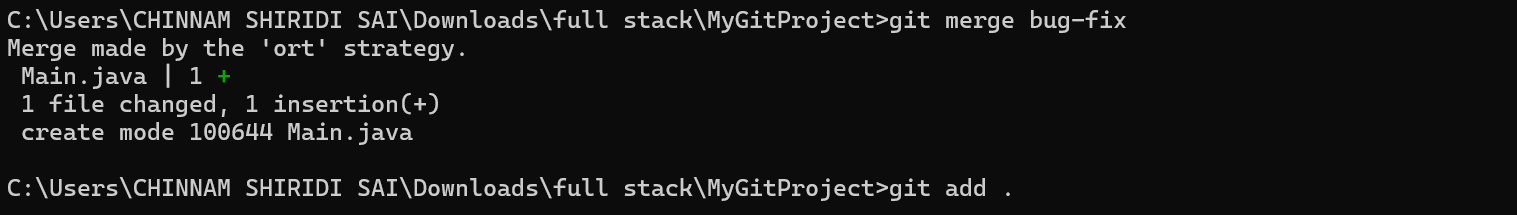 C:\Users\CHINNAM SHIRIDI SAI\Downloads\full stack\MyGitProject>git merge bug-fix
Merge made by the 'ort' strategy.
 Main.java | 1 +
 1 file changed, 1 insertion(+)
 create mode 100644 Main.java
C:\Users\CHINNAM SHIRIDI SAI\Downloads\full stack\MyGitProject>git add .